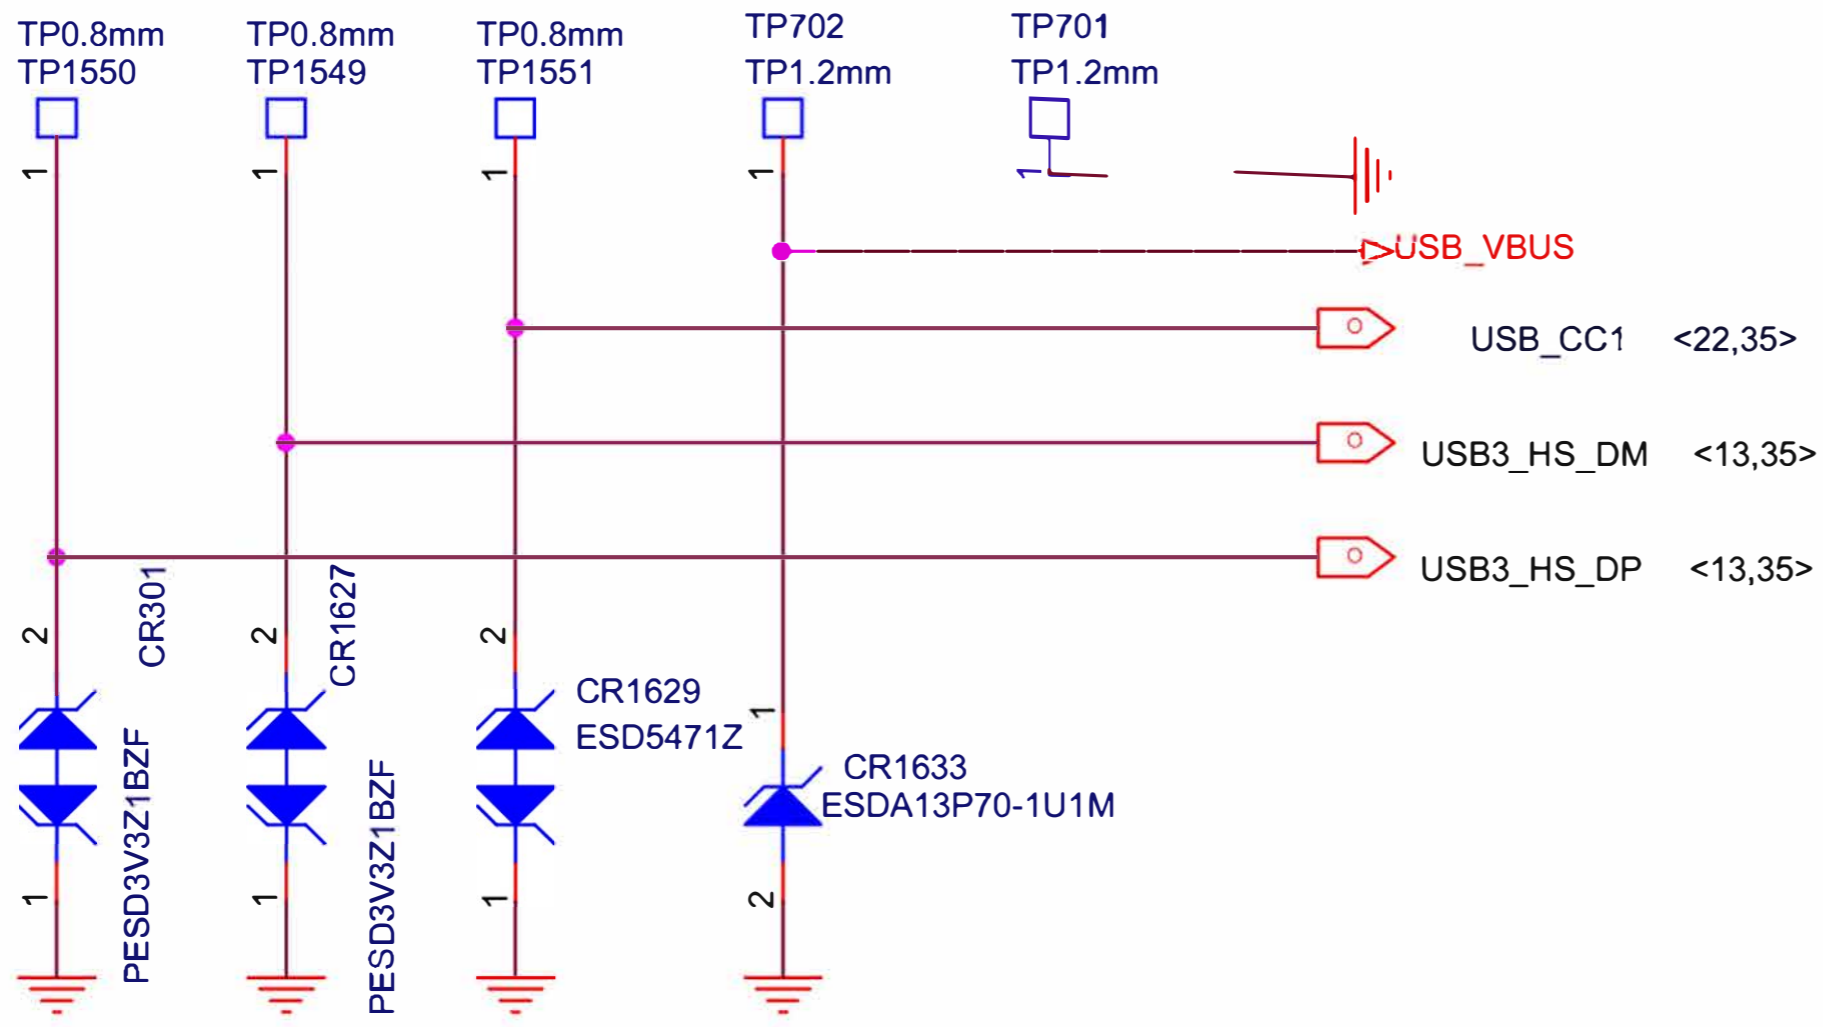 TP0.8mm
TP1550
TP0.8mm
TP1549
TP0.8mm
TP1551
TP702
TP1.2mm
TP701
TP1.2mm
1
1
1
1
1
USB_VBUS
USB_CC1 <22,35>
USB3_HS_DM <13,35>
USB3_HS_DP <13,35>
2
CR301
PESD3V3Z1BZF
1
2
CR1627
PESD3V3Z1BZF
1
2
CR1629
ESD5471Z
1
1
CR1633
ESDA13P70-1U1M
2